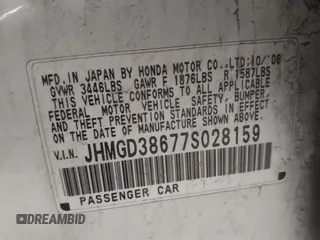 MFD. IN JAPAN BY HONDA MOTOR CO., LTD. 10/'06
GVWR 3446LBS GAWR F 1876LBS R 1587LBS
THIS VEHICLE CONFORMS TO ALL APPLICABLE
FEDERAL MOTOR VEHICLE SAFETY, BUMPER,
AND THEFT PREVENTION STANDARDS IN EFFECT
ON THE DATE OF MANUFACTURE SHOWN ABOVE.
V.I.N. JHMGD38677S028159
PASSENGER CAR
DREAMBID